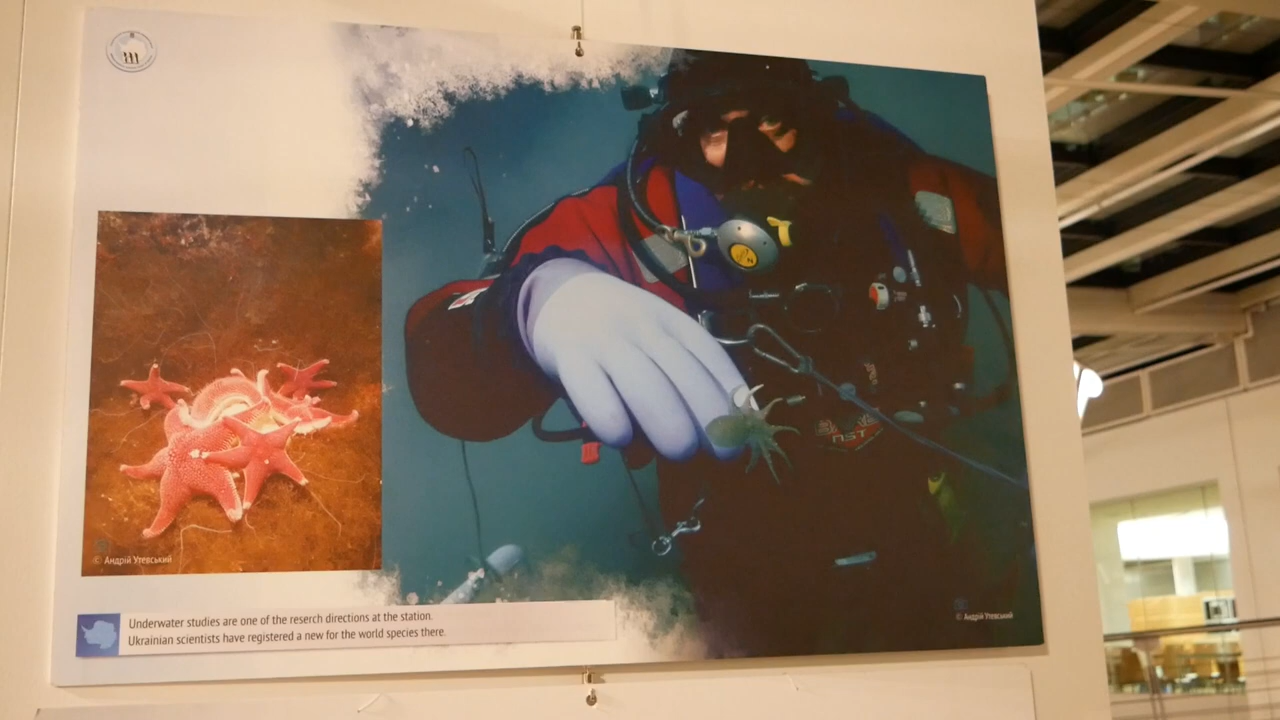 © Андрій Утевський
Underwater studies are one of the reserch directions at the station.
Ukrainian scientists have registered a new for the world species there.
© Андрій Утевський